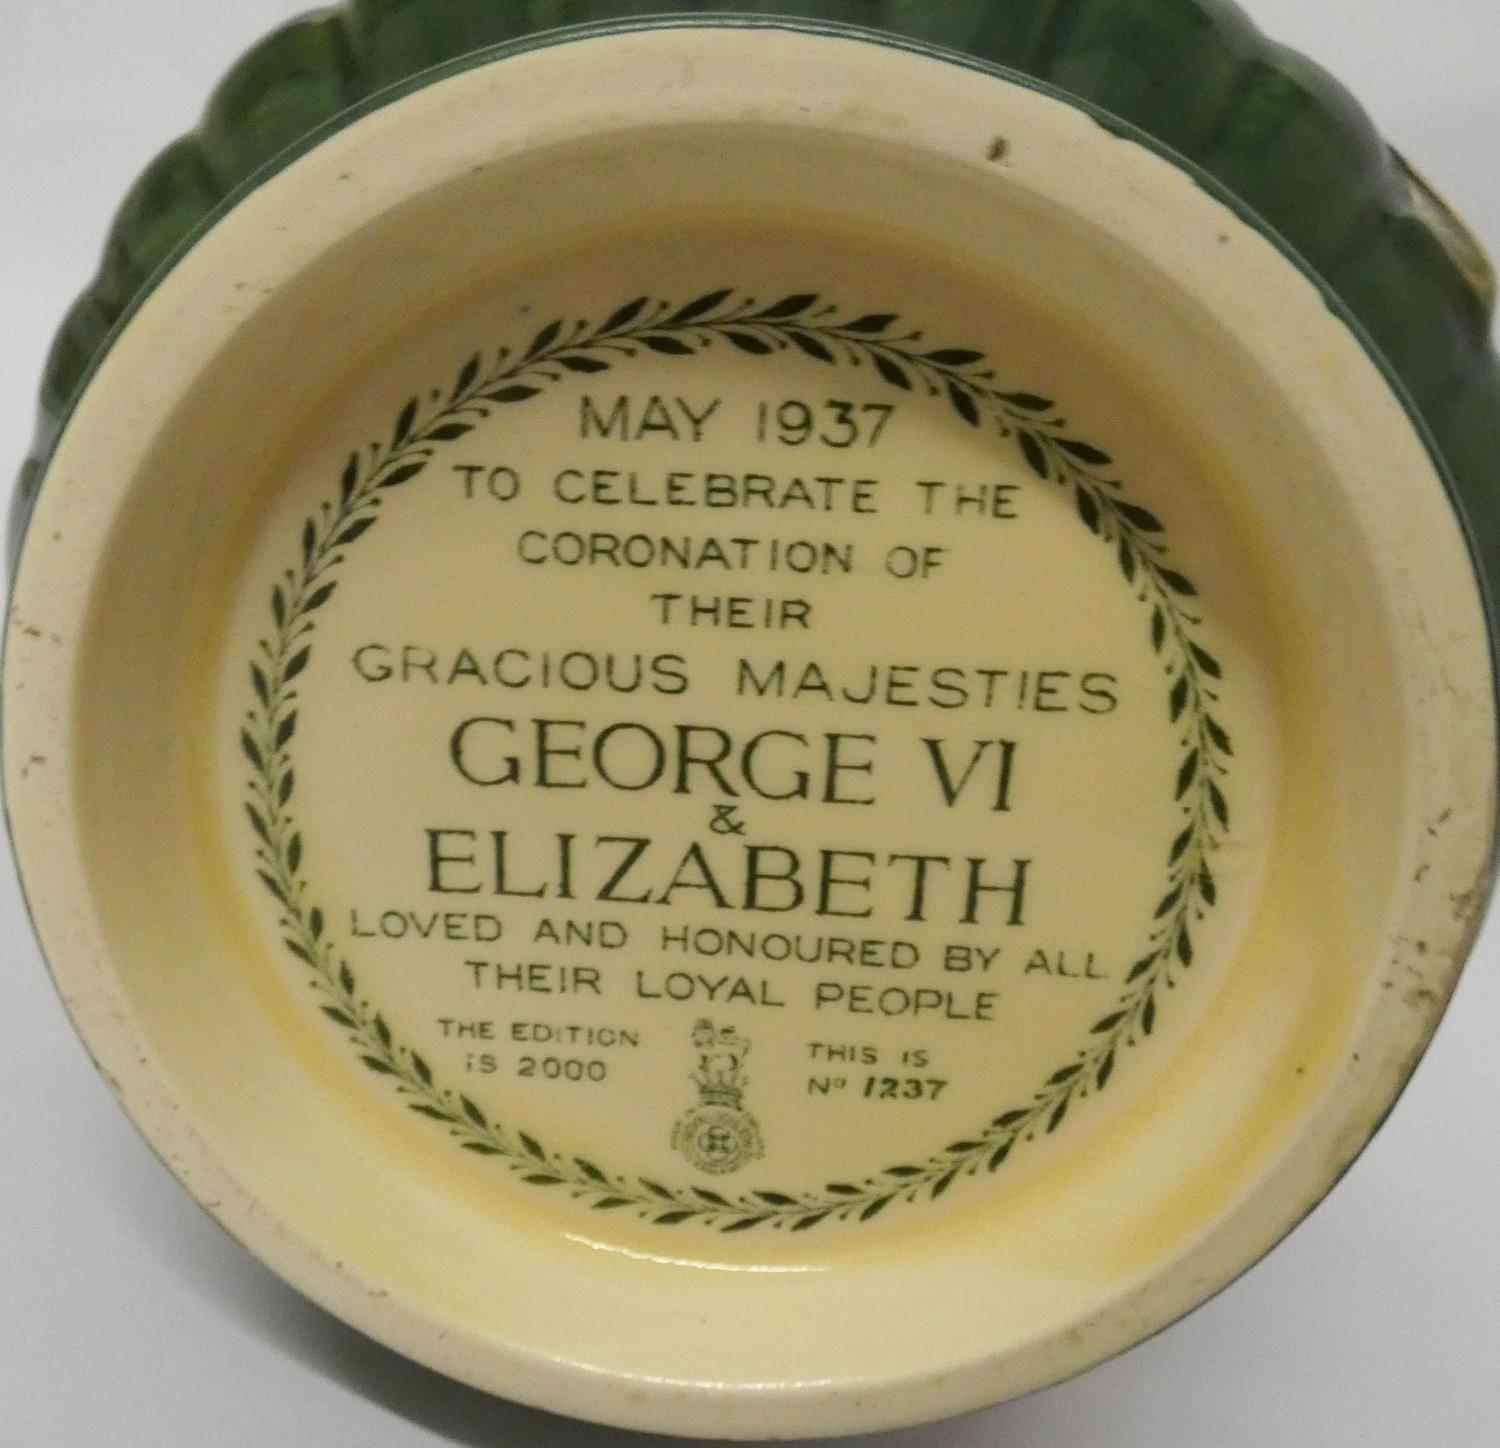 MAY 1937
TO CELEBRATE THE
CORONATION OF
THEIR
GRACIOUS MAJESTIES
GEORGE VI
&
ELIZABETH
LOVED AND HONOURED BY ALL
THEIR LOYAL PEOPLE
THE EDITION
IS 2000
THIS IS
No 1237